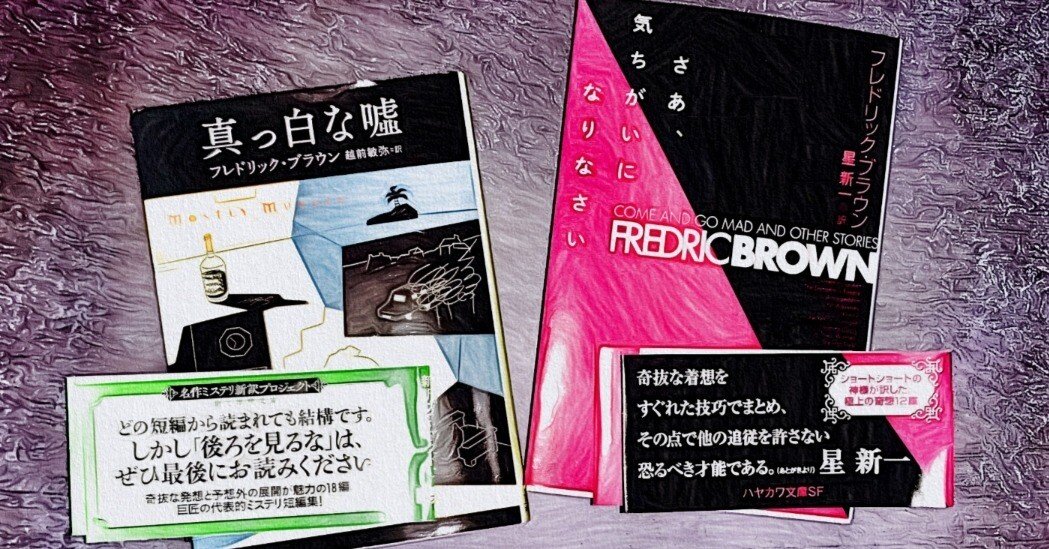 真っ白な嘘
フレドリック・ブラウン 越前敏弥=訳
名作ミステリ新訳プロジェクト
どの短編から読まれても結構です。
しかし「後ろを見るな」は、
ぜひ最後にお読みください
奇抜な発想と予想外の展開が魅力の18編
巨匠の代表的ミステリ短編集!
さあ、
気ちがいに
なりなさい
フレドリック・ブラウン
星 新一 訳
COME AND GO MAD AND OTHER STORIES
FREDRIC BROWN
奇抜な着想を
すぐれた技巧でまとめ、
その点で他の追従を許さない
恐るべき才能である。(あとがきより) 星 新一
ハヤカワ文庫SF
ショートショートの
神様が訳した
極上の奇想12篇